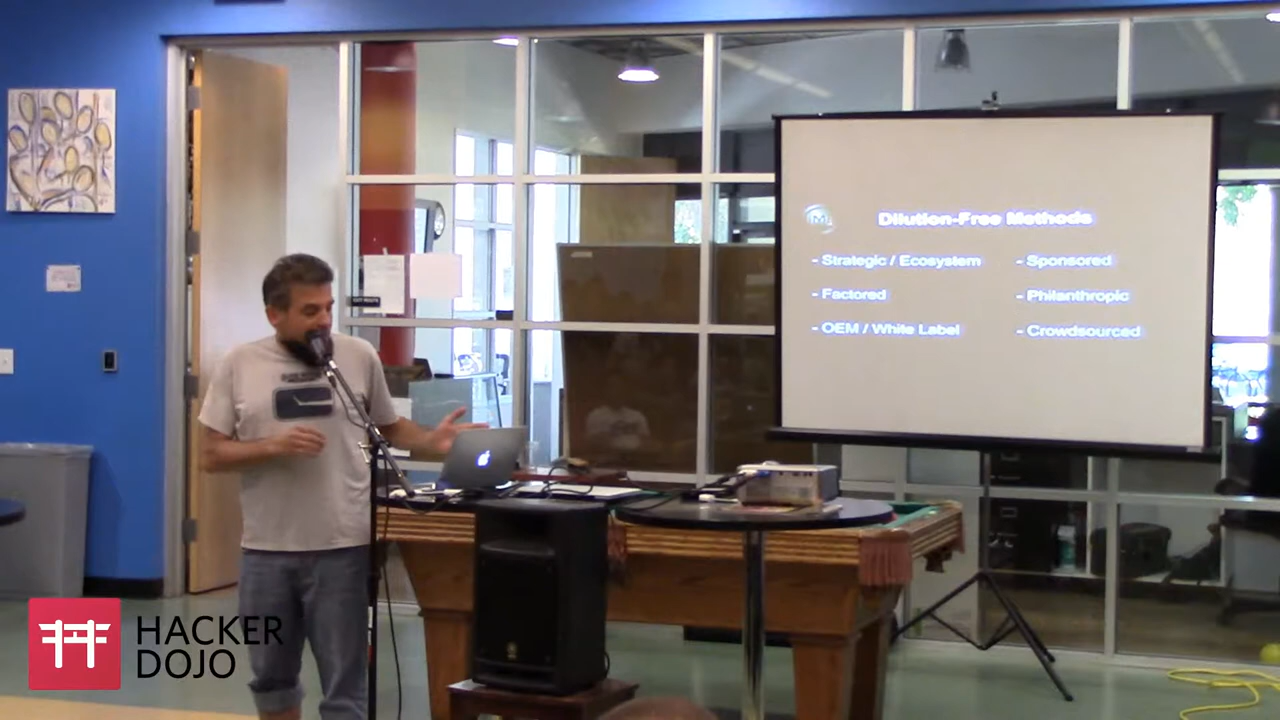 Dilution-Free Methods
- Strategic / Ecosystem
- Factored
- OEM / White Label
- Sponsored
- Philanthropic
- Crowdsourced
HACKER
DOJO